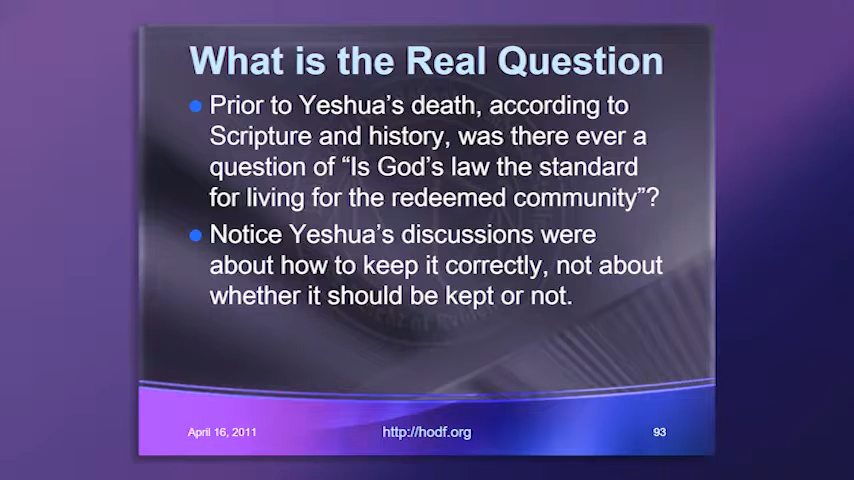 What is the Real Question
Prior to Yeshua's death, according to
Scripture and history, was there ever a
question of "Is God's law the standard
for living for the redeemed community"?
Notice Yeshua's discussions were
about how to keep it correctly, not about
whether it should be kept or not.
April 16, 2011
http://hodf.org
93